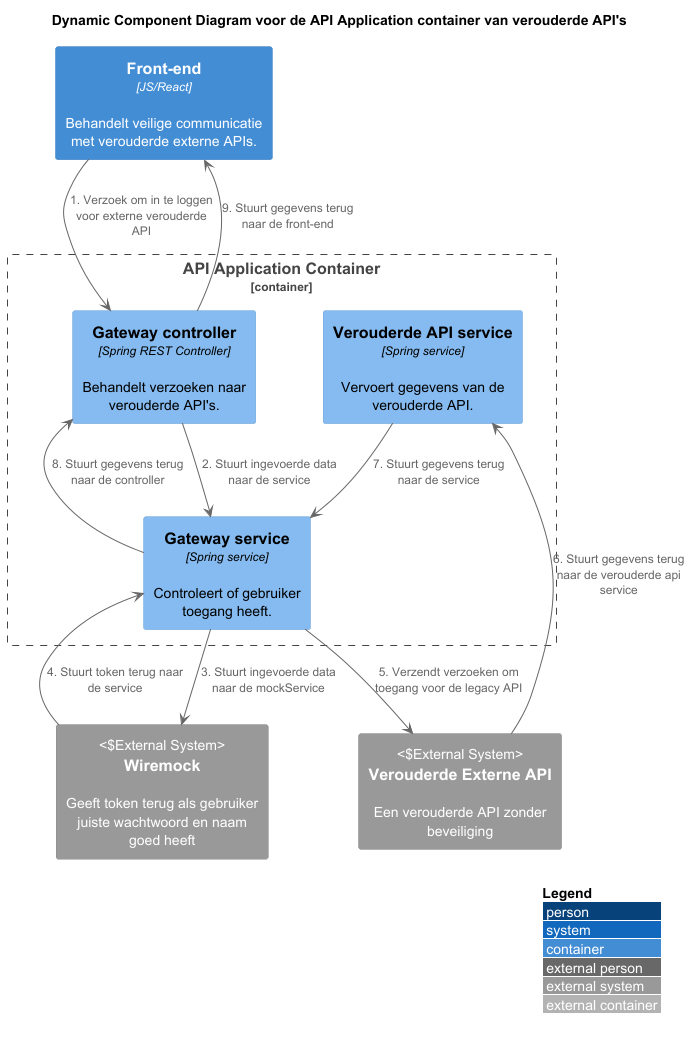 Dynamic Component Diagram voor de API Application container van verouderde API's
Front-end
[JS/React]
Behandelt veilige communicatie
met verouderde externe APIs.
1. Verzoek om in te loggen
voor externe verouderde
API
9. Stuurt gegevens terug
naar de front-end
API Application Container
[container]
Gateway controller
[Spring REST Controller]
Behandelt verzoeken naar
verouderde API's.
Verouderde API service
[Spring service]
Vervoert gegevens van de
verouderde API.
8. Stuurt gegevens terug
naar de controller
2. Stuurt ingevoerde data
naar de service
7. Stuurt gegevens terug
naar de service
Gateway service
[Spring service]
Controleert of gebruiker
toegang heeft.
6. Stuurt gegevens terug
naar de verouderde api
service
4. Stuurt token terug naar
de service
3. Stuurt ingevoerde data
naar de mockService
5. Verzendt verzoeken om
toegang voor de legacy API
<$External System>
Wiremock
Geeft token terug als gebruiker
juiste wachtwoord en naam
goed heeft
<$External System>
Verouderde Externe API
Een verouderde API zonder
beveiliging
Legend
person
system
container
external person
external system
external container